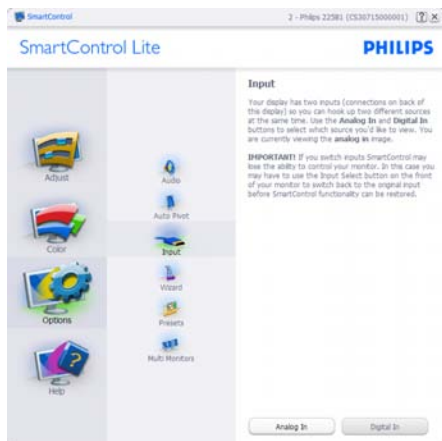 SmartControl
2 - Philips 225B1 (CS30715000001)
SmartControl Lite
PHILIPS
Adjust
Color
Options
Help
Audio
Auto Pivot
Input
Wizard
Presets
Multi Monitors
Input
Your display has two inputs (connections on back of
this display) so you can hook up two different sources
at the same time. Use the Analog In and Digital In
buttons to select which source you'd like to view. You
are currently viewing the analog in image.
IMPORTANT! If you switch inputs SmartControl may
lose the ability to control your monitor. In this case you
may have to use the Input Select button on the front
of your monitor to switch back to the original input
before SmartControl functionality can be restored.
Analog In
Digital In